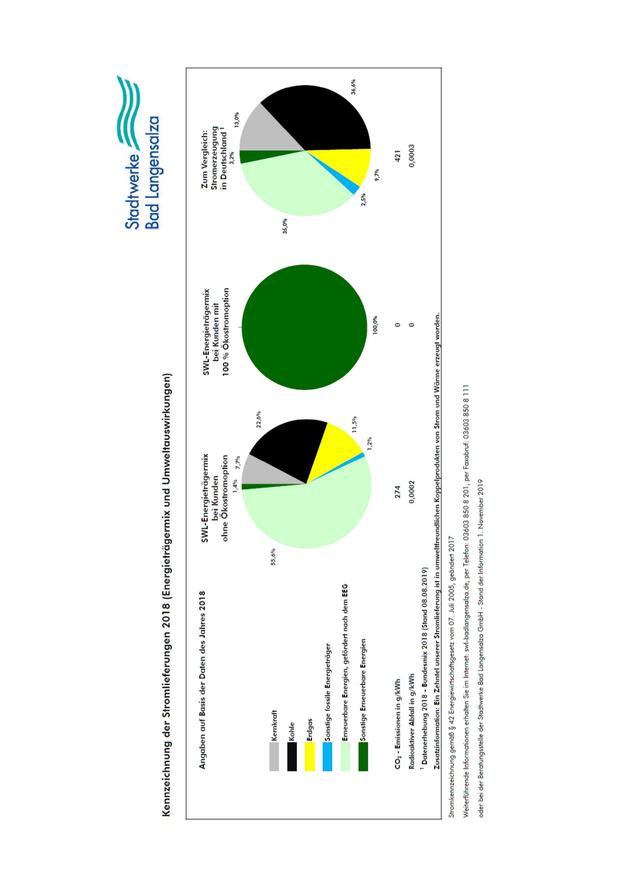 Stadtwerke
Bad Langensalza
Kennzeichnung der Stromlieferungen 2018 (Energieträgermix und Umweltauswirkungen)
Angaben auf Basis der Daten des Jahres 2018
SWL-Energieträgermix
bei Kunden
ohne Ökostromoption
1,4%
7,7%
22,6%
11,5%
1,2%
55,6%
SWL-Energieträgermix
bei Kunden mit
100 % Ökostromoption
100,0%
Zum Vergleich:
Stromerzeugung
in Deutschland ¹
3,2%
13,0%
36,6%
9,7%
2,5%
35,0%
Kernkraft
Kohle
Erdgas
Sonstige fossile Energieträger
Erneuerbare Energien, gefördert nach dem EEG
Sonstige Erneuerbare Energien
CO₂ - Emissionen in g/kWh 274 0 421
Radioaktiver Abfall in g/kWh 0,0002 0 0,0003
¹ Datenerhebung 2018 - Bundesmix 2018 (Stand 08.08.2019)
Zusatzinformation: Ein Zehntel unserer Stromlieferung ist in umweltfreundlichen Koppelprodukten von Strom und Wärme erzeugt worden.
Stromkennzeichnung gemäß § 42 Energiewirtschaftsgesetz vom 07. Juli 2005, geändert 2017
Weiterführende Informationen erhalten Sie im Internet: swl-badlangensalza.de, per Telefon: 03603 850 8 201, per Faxabruf: 03603 850 8 111
oder bei der Beratungsstelle der Stadtwerke Bad Langensalza GmbH - Stand der Information 1. November 2019